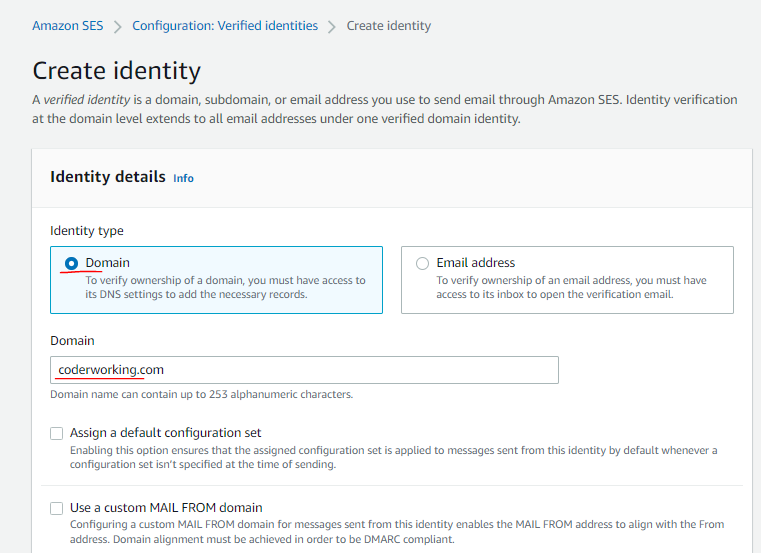 Amazon SES > Configuration: Verified identities > Create identity
Create identity
A verified identity is a domain, subdomain, or email address you use to send email through Amazon SES. Identity verification
at the domain level extends to all email addresses under one verified domain identity.
Identity details Info
Identity type
Domain
To verify ownership of a domain, you must have access to
its DNS settings to add the necessary records.
Email address
To verify ownership of an email address, you must have
access to its inbox to open the verification email.
Domain
coderworking.com
Domain name can contain up to 253 alphanumeric characters.
Assign a default configuration set
Enabling this option ensures that the assigned configuration set is applied to messages sent from this identity by default whenever a
configuration set isn't specified at the time of sending.
Use a custom MAIL FROM domain
Configuring a custom MAIL FROM domain for messages sent from this identity enables the MAIL FROM address to align with the From
address. Domain alignment must be achieved in order to be DMARC compliant.